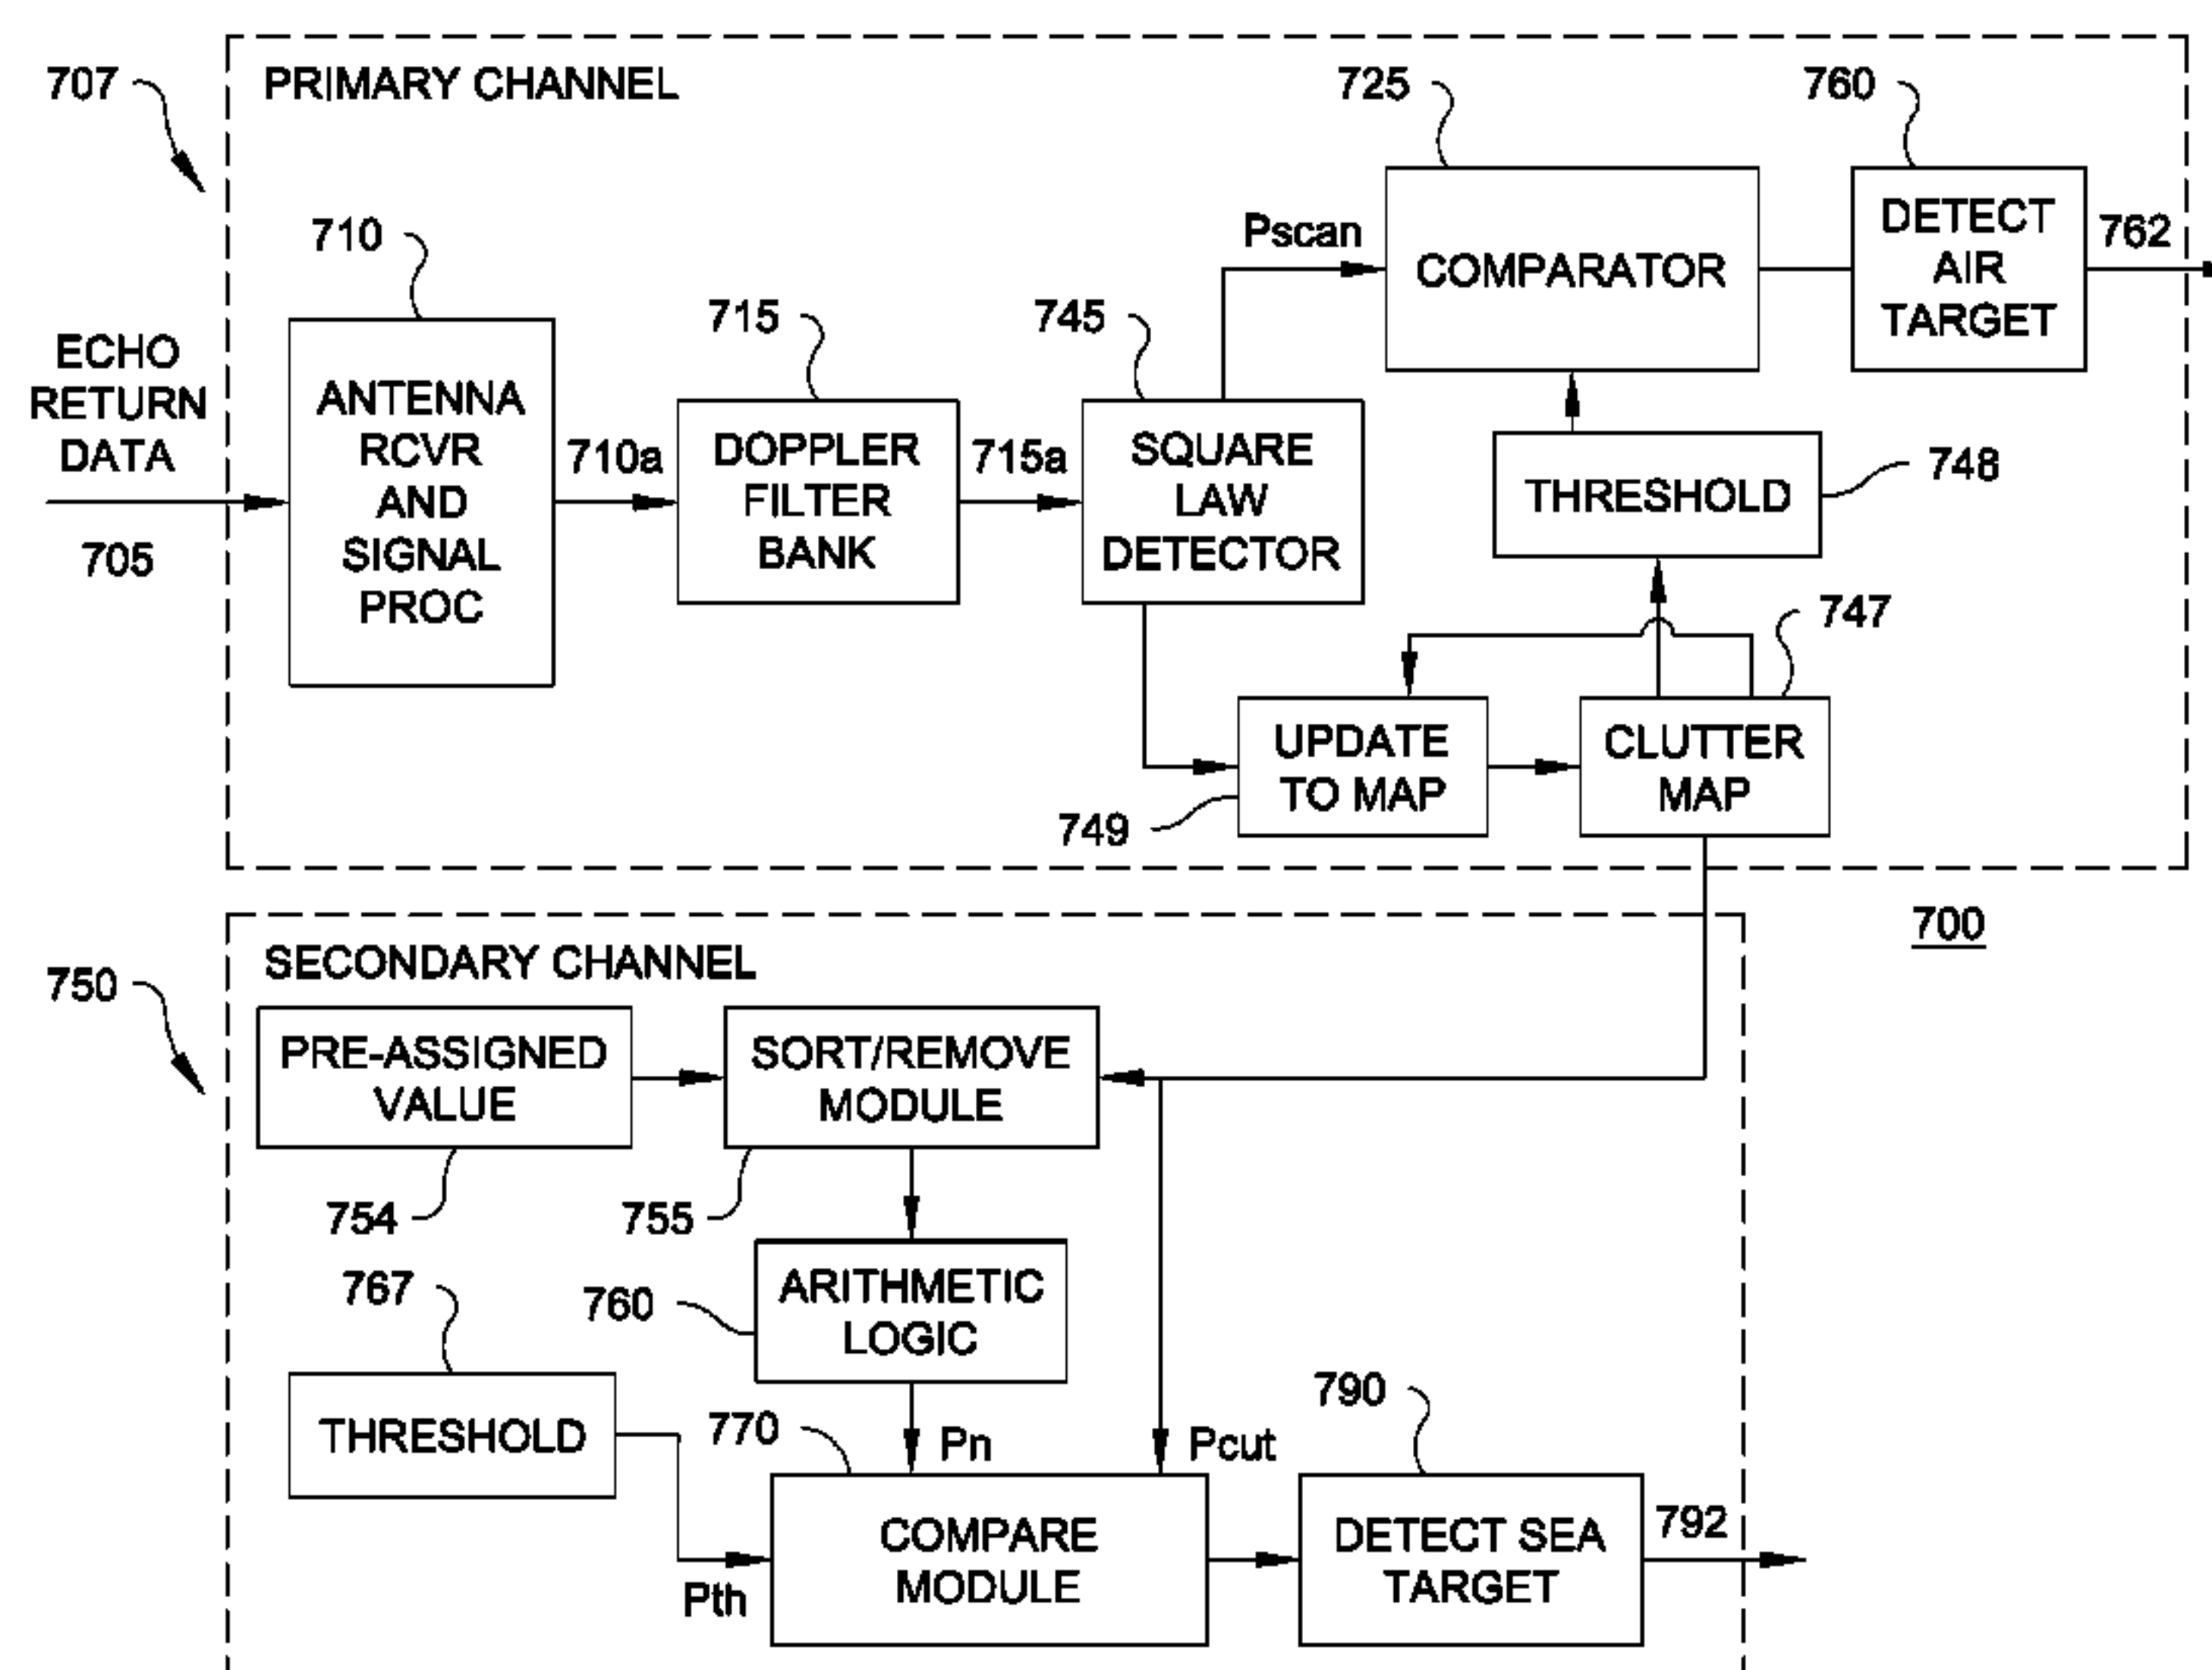 707
PRIMARY CHANNEL
725
760
710
Pscan
COMPARATOR
DETECT
AIR
TARGET
762
ECHO
RETURN
DATA
705
ANTENNA
RCVR
AND
SIGNAL
PROC
710a
715
DOPPLER
FILTER
BANK
715a
745
SQUARE
LAW
DETECTOR
THRESHOLD
748
747
UPDATE
TO MAP
749
CLUTTER
MAP
700
750
SECONDARY CHANNEL
PRE-ASSIGNED
VALUE
754
SORT/REMOVE
MODULE
755
ARITHMETIC
LOGIC
760
767
THRESHOLD
Pth
770
Pn
Pcut
COMPARE
MODULE
790
DETECT SEA
TARGET
792